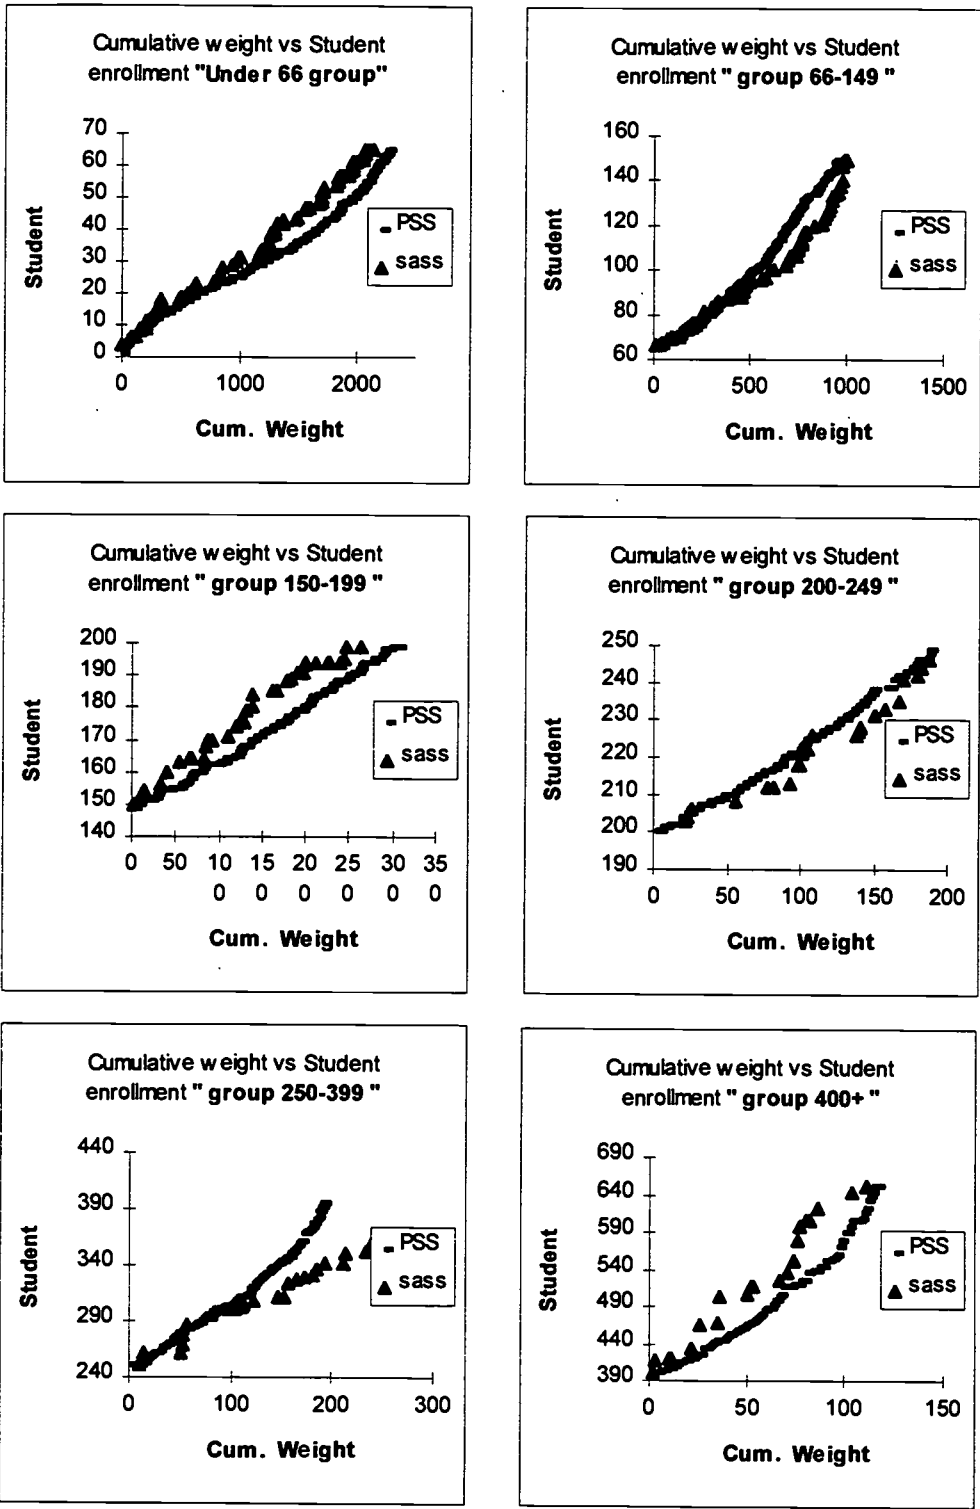 Cumulative weight vs Student
enrollment "Under 66 group"
70
60
50
40
30
20
10
0
Student
PSS
sass
0 1000 2000
Cum. Weight
Cumulative weight vs Student
enrollment " group 66-149 "
160
140
120
100
80
60
Student
PSS
sass
0 500 1000 1500
Cum. Weight
Cumulative weight vs Student
enrollment " group 150-199 "
200
190
180
170
160
150
140
Student
PSS
sass
0 50 10 15 20 25 30 35
0 0 0 0 0 0
Cum. Weight
Cumulative weight vs Student
enrollment " group 200-249 "
250
240
230
220
210
200
190
Student
PSS
sass
0 50 100 150 200
Cum. Weight
Cumulative weight vs Student
enrollment " group 250-399 "
440
390
340
290
240
Student
PSS
sass
0 100 200 300
Cum. Weight
Cumulative weight vs Student
enrollment " group 400+ "
690
640
590
540
490
440
390
Student
PSS
sass
0 50 100 150
Cum. Weight